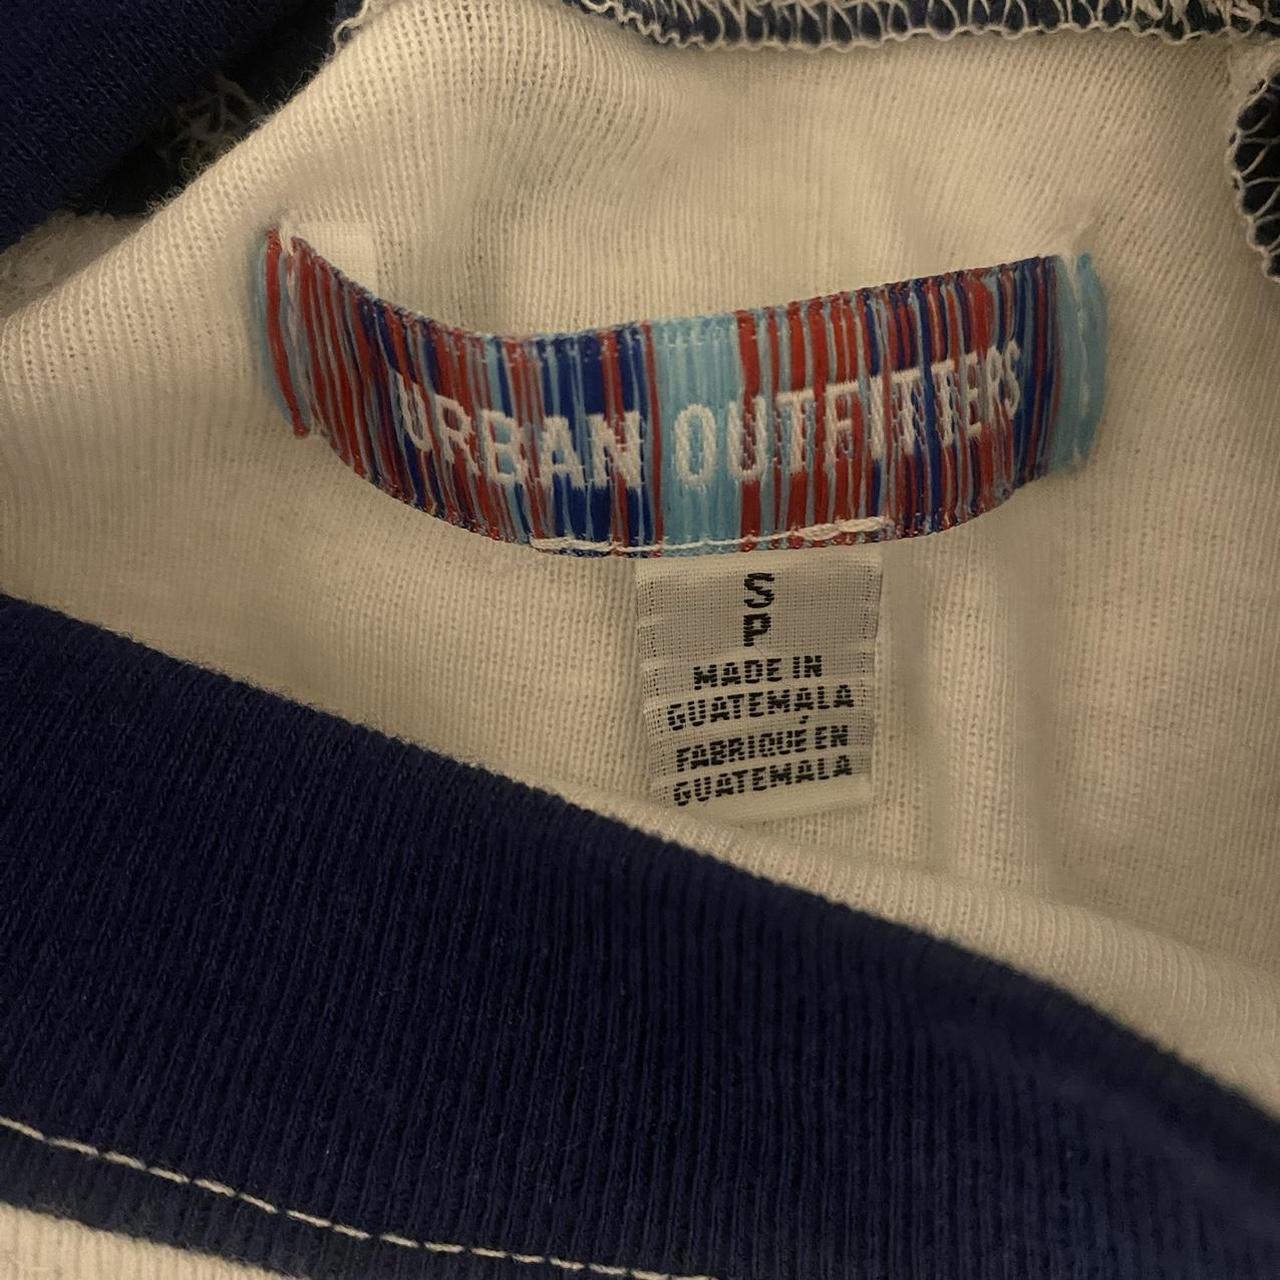 URBAN OUTFITTERS
S
P
MADE IN
GUATEMALA
FABRIQUÉ EN
GUATEMALA